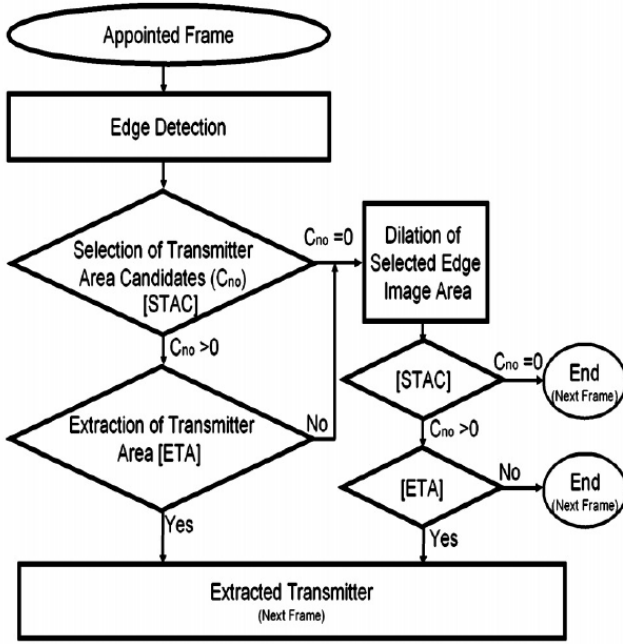 Appointed Frame
Edge Detection
Selection of Transmitter
Area Candidates (Cno)
[STAC]
Cno =0
Dilation of
Selected Edge
Image Area
Cno >0
Extraction of Transmitter
Area [ETA]
No
Yes
[STAC]
Cno =0
End
(Next Frame)
Cno >0
[ETA]
No
End
(Next Frame)
Yes
Extracted Transmitter
(Next Frame)